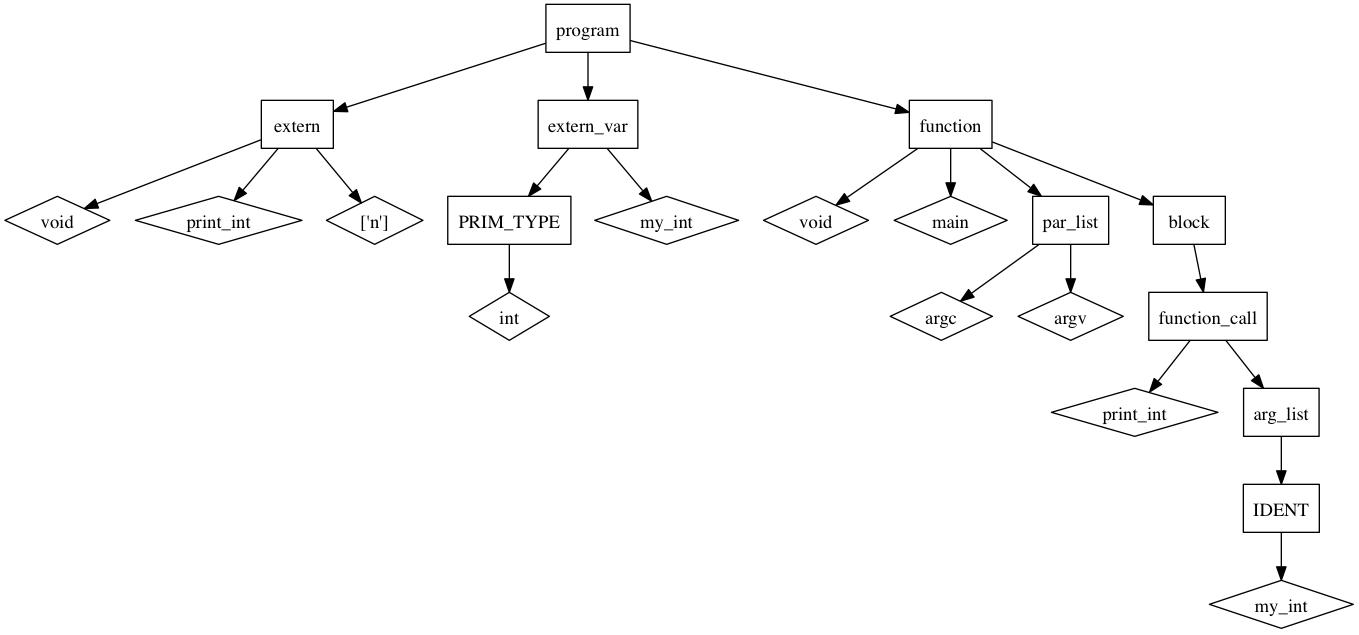 program
extern
extern_var
function
void
print_int
['n']
PRIM_TYPE
my_int
void
main
par_list
block
int
argc
argv
function_call
print_int
arg_list
IDENT
my_int